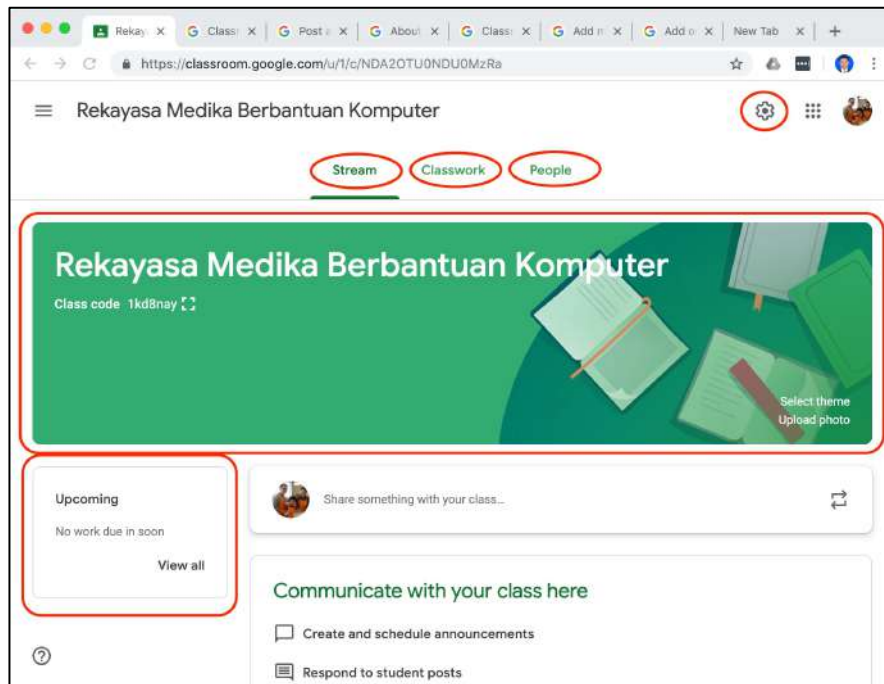 Rekay
Class
Post a
About
Class
Add m
Add o
New Tab
https://classroom.google.com/u/1/c/NDA2OTU0NDU0MzRa
Rekayasa Medika Berbantuan Komputer
Stream
Classwork
People
Rekayasa Medika Berbantuan Komputer
Class code 1kd8nay
Select theme
Upload photo
Upcoming
No work due in soon
View all
Share something with your class...
Communicate with your class here
Create and schedule announcements
Respond to student posts